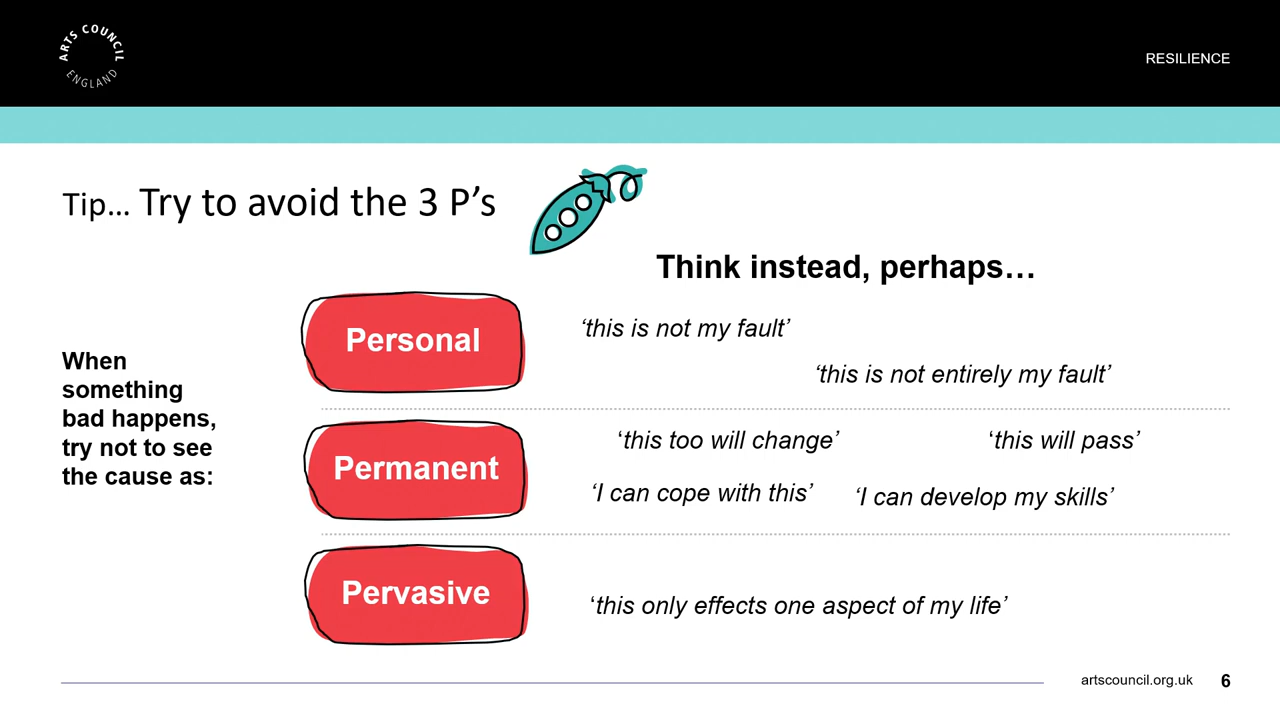 ARTS COUNCIL
ENGLAND
RESILIENCE
Tip... Try to avoid the 3 P’s
Think instead, perhaps…
When
something
bad happens,
try not to see
the cause as:
Personal
‘this is not my fault’
‘this is not entirely my fault’
Permanent
‘this too will change’
‘this will pass’
‘I can cope with this’
‘I can develop my skills’
Pervasive
‘this only effects one aspect of my life’
artscouncil.org.uk
6